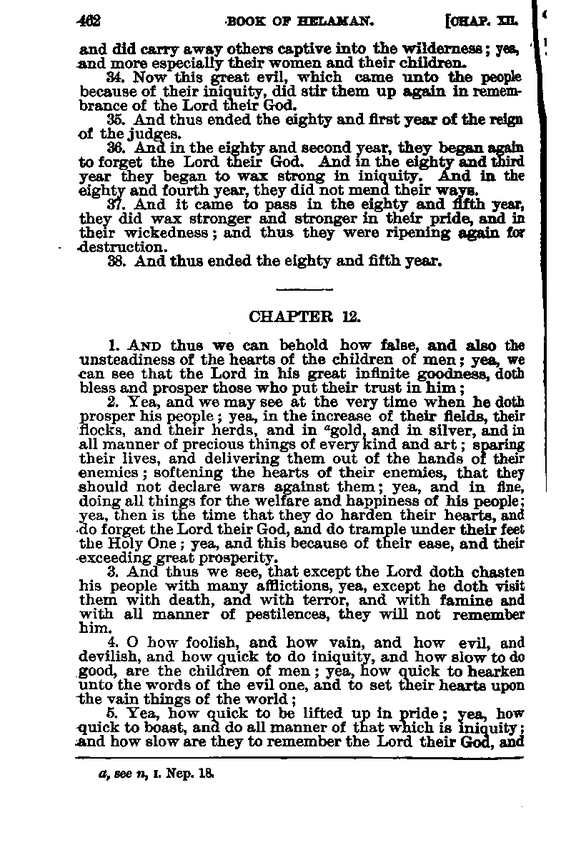 462 BOOK OF HELAMAN. [CHAP. XII.
and did carry away others captive into the wilderness; yea,
and more especially their women and their children.
34. Now this great evil, which came unto the people
because of their iniquity, did stir them up again in remem-
brance of the Lord their God.
35. And thus ended the eighty and first year of the reign
of the judges.
36. And in the eighty and second year, they began again
to forget the Lord their God. And in the eighty and third
year they began to wax strong in iniquity. And in the
eighty and fourth year, they did not mend their ways.
37. And it came to pass in the eighty and fifth year,
they did wax stronger and stronger in their pride, and in
their wickedness; and thus they were ripening again for
destruction.
38. And thus ended the eighty and fifth year.
CHAPTER 12.
1. AND thus we can behold how false, and also the
unsteadiness of the hearts of the children of men; yea, we
can see that the Lord in his great infinite goodness, doth
bless and prosper those who put their trust in him;
2. Yea, and we may see at the very time when he doth
prosper his people; yea, in the increase of their fields, their
flocks, and their herds, and in ᵃgold, and in silver, and in
all manner of precious things of every kind and art; sparing
their lives, and delivering them out of the hands of their
enemies; softening the hearts of their enemies, that they
should not declare wars against them; yea, and in fine,
doing all things for the welfare and happiness of his people;
yea, then is the time that they do harden their hearts, and
do forget the Lord their God, and do trample under their feet
the Holy One; yea, and this because of their ease, and their
exceeding great prosperity.
3. And thus we see, that except the Lord doth chasten
his people with many afflictions, yea, except he doth visit
them with death, and with terror, and with famine and
with all manner of pestilences, they will not remember
him.
4. O how foolish, and how vain, and how evil, and
devilish, and how quick to do iniquity, and how slow to do
good, are the children of men; yea, how quick to hearken
unto the words of the evil one, and to set their hearts upon
the vain things of the world;
5. Yea, how quick to be lifted up in pride; yea, how
quick to boast, and do all manner of that which is iniquity;
and how slow are they to remember the Lord their God, and
a, see n, I. Nep. 18.